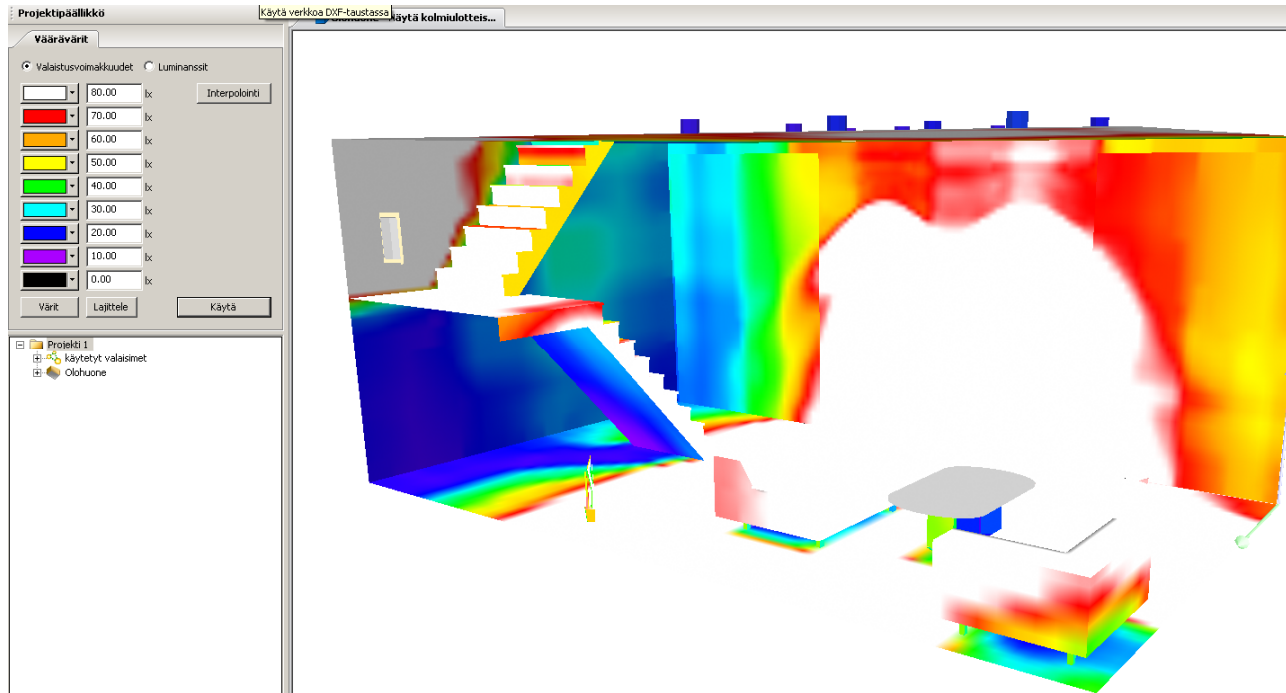 Projektipäällikkö
Käytä verkkoa DXF-taustassa
Olohuone - Käytä kolmiulotteis...
Väärävärit
Valaistusvoimakkuudet
Luminanssit
80.00 lx
Interpolointi
70.00 lx
60.00 lx
50.00 lx
40.00 lx
30.00 lx
20.00 lx
10.00 lx
0.00 lx
Värit
Lajittele
Käytä
Projekti 1
käytetyt valaisimet
Olohuone